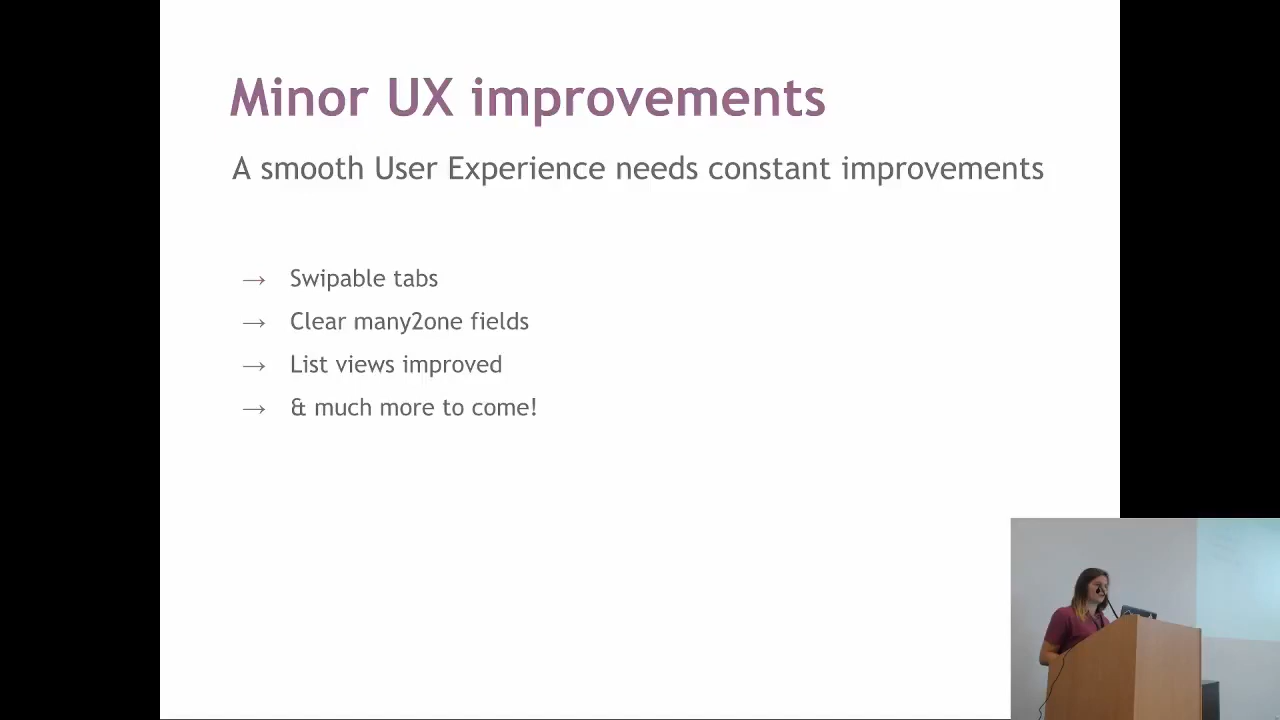 Minor UX improvements
A smooth User Experience needs constant improvements
→ Swipable tabs
→ Clear many2one fields
→ List views improved
→ & much more to come!